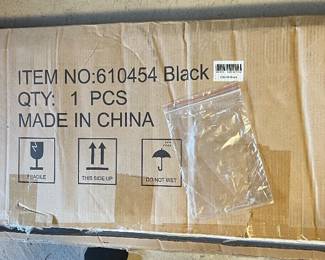 ITEM NO:610454 Black
QTY: 1 PCS
MADE IN CHINA
FRAGILE
THIS SIDE UP
DO NOT WET